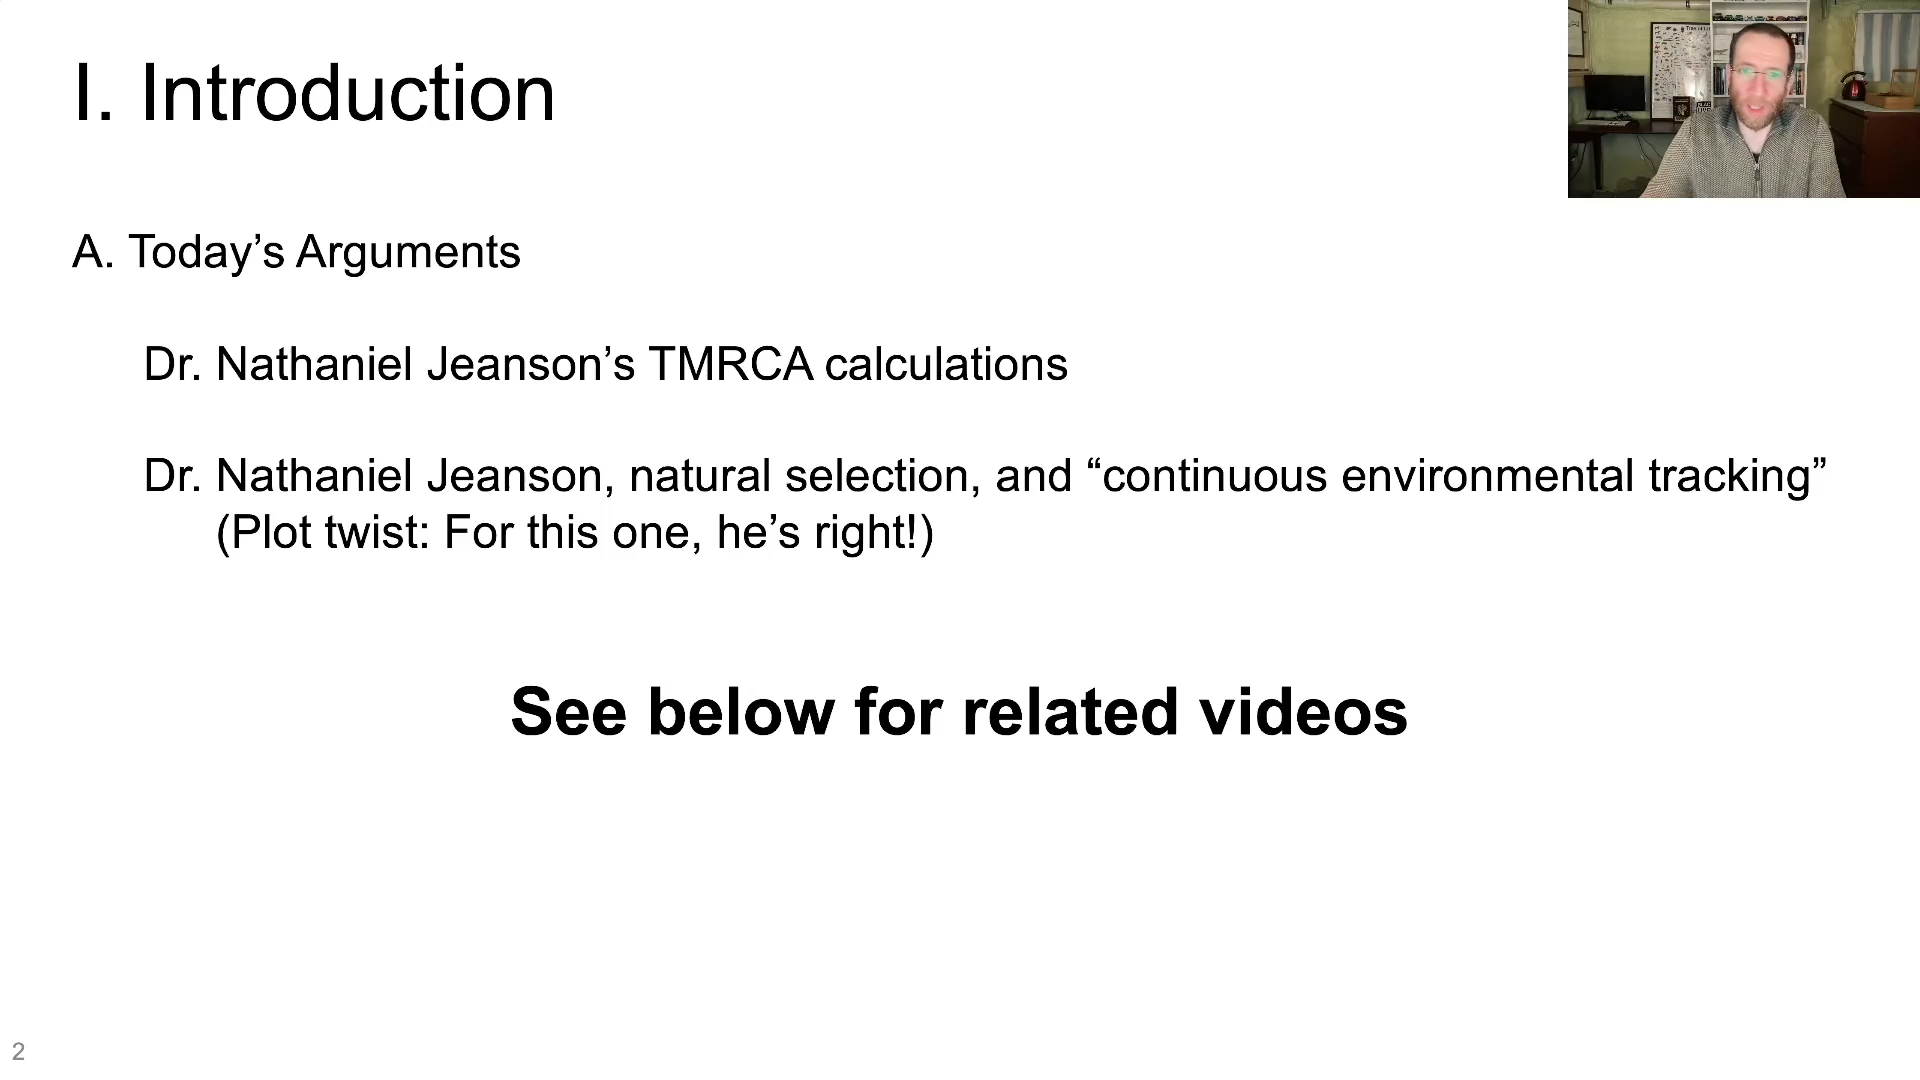 I. Introduction
A. Today’s Arguments
Dr. Nathaniel Jeanson’s TMRCA calculations
Dr. Nathaniel Jeanson, natural selection, and “continuous environmental tracking”
(Plot twist: For this one, he’s right!)
See below for related videos
2